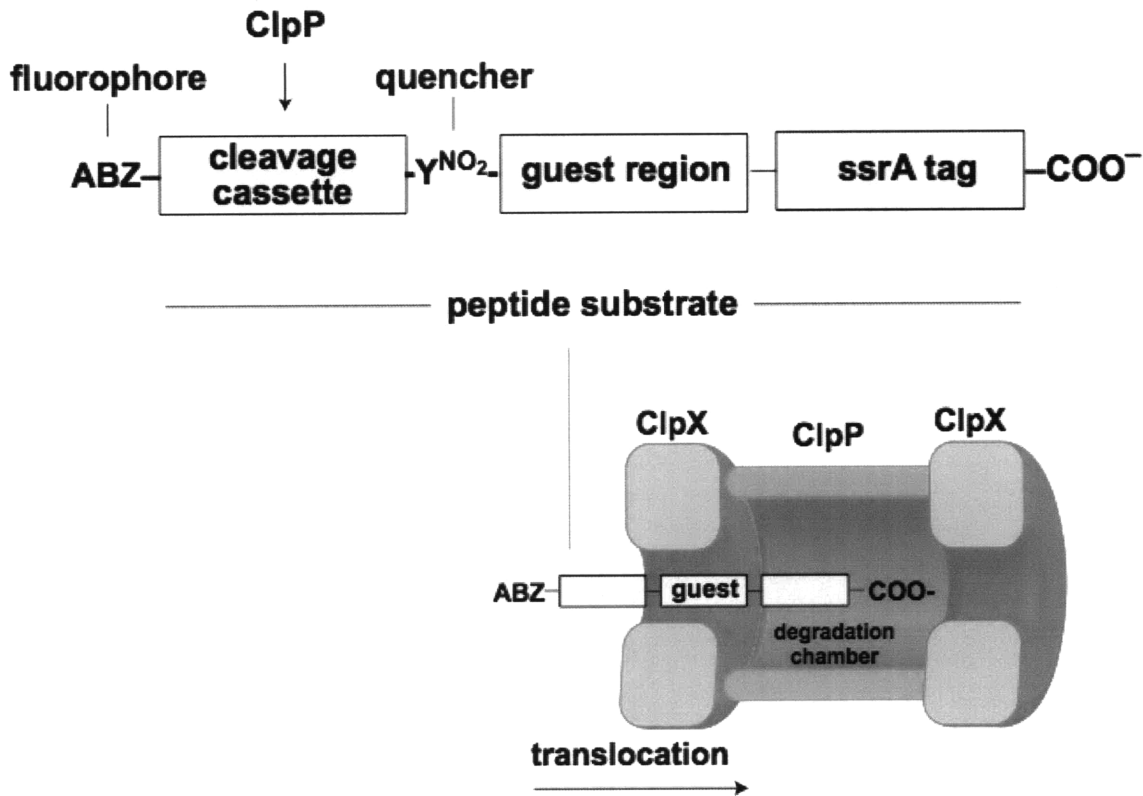 ClpP
fluorophore
quencher
ABZ–
cleavage
cassette
-Y^NO2-
guest region
ssrA tag
–COO⁻
peptide substrate
ClpX
ClpP
ClpX
ABZ
guest
COO-
degradation
chamber
translocation